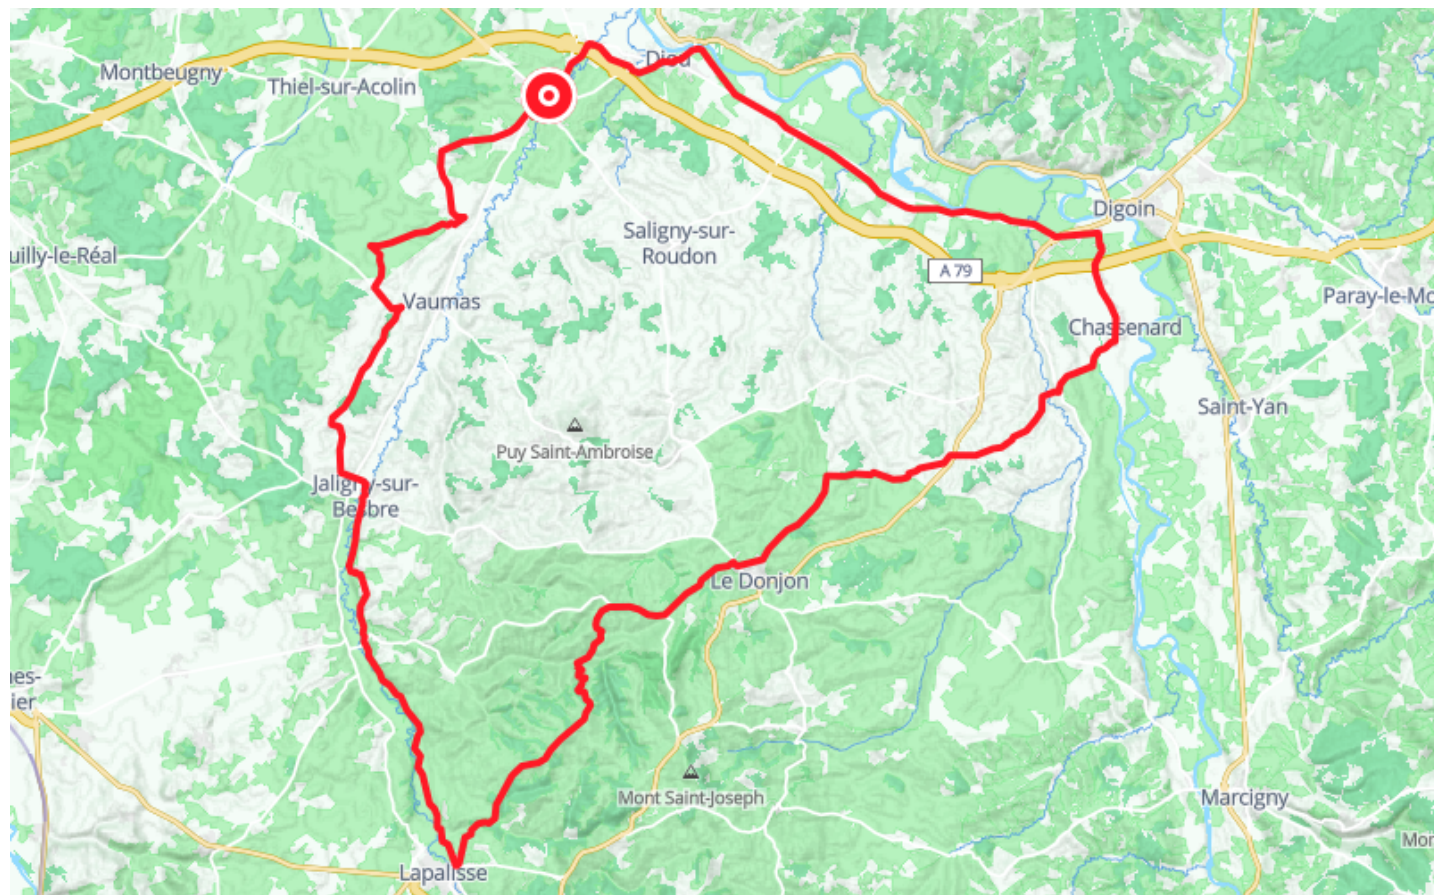 Diou
Montbeugny
Thiel-sur-Acolin
Digoin
Saligny-sur-
Roudon
uilly-le-Réal
A 79
Paray-le-Mo
Vaumas
Chassenard
Saint-Yan
Puy Saint-Ambroise
Jaligny-sur-
Besbre
Le Donjon
nes-
ier
Mont Saint-Joseph
Marcigny
Mon
Lapalisse